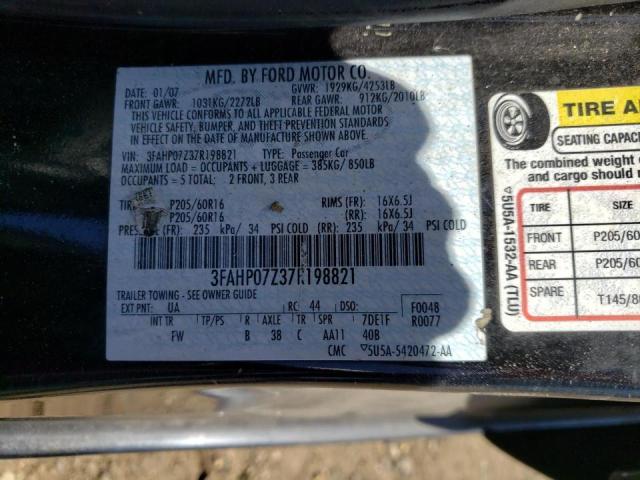 MFD. BY FORD MOTOR CO.
DATE: 01/07 GVWR: 1929KG/4253LB
FRONT GAWR: 1031KG/2272LB REAR GAWR: 912KG/2010LB
THIS VEHICLE CONFORMS TO ALL APPLICABLE FEDERAL MOTOR
VEHICLE SAFETY, BUMPER, AND THEFT PREVENTION STANDARDS
IN EFFECT ON THE DATE OF MANUFACTURE SHOWN ABOVE.
VIN: 3FAHP07Z37R198821 TYPE: Passenger Car
MAXIMUM LOAD = OCCUPANTS + LUGGAGE = 385KG/850LB
OCCUPANTS = 5 TOTAL: 2 FRONT, 3 REAR
P205/60R16 RIMS (FR): 16X6.5J
P205/60R16 (RR): 16X6.5J
(FR): 235 kPa/ 34 PSI COLD (RR): 235 kPa/ 34 PSI COLD
3FAHP07Z37R198821
TRAILER TOWING - SEE OWNER GUIDE
EXT PNT: UA RC: 44 DSO: F0048
R0077
INT TR TP/PS R AXLE TR SPR 7DE1F
FW B 38 C AA11 40B
CMC 5U5A-5420472-AA
5U5A-1532-AA (TLU)
TIRE
SEATING CAPACI
The combined weight
and cargo should
TIRE SIZE
FRONT P205/60
REAR P205/60
SPARE T145/80